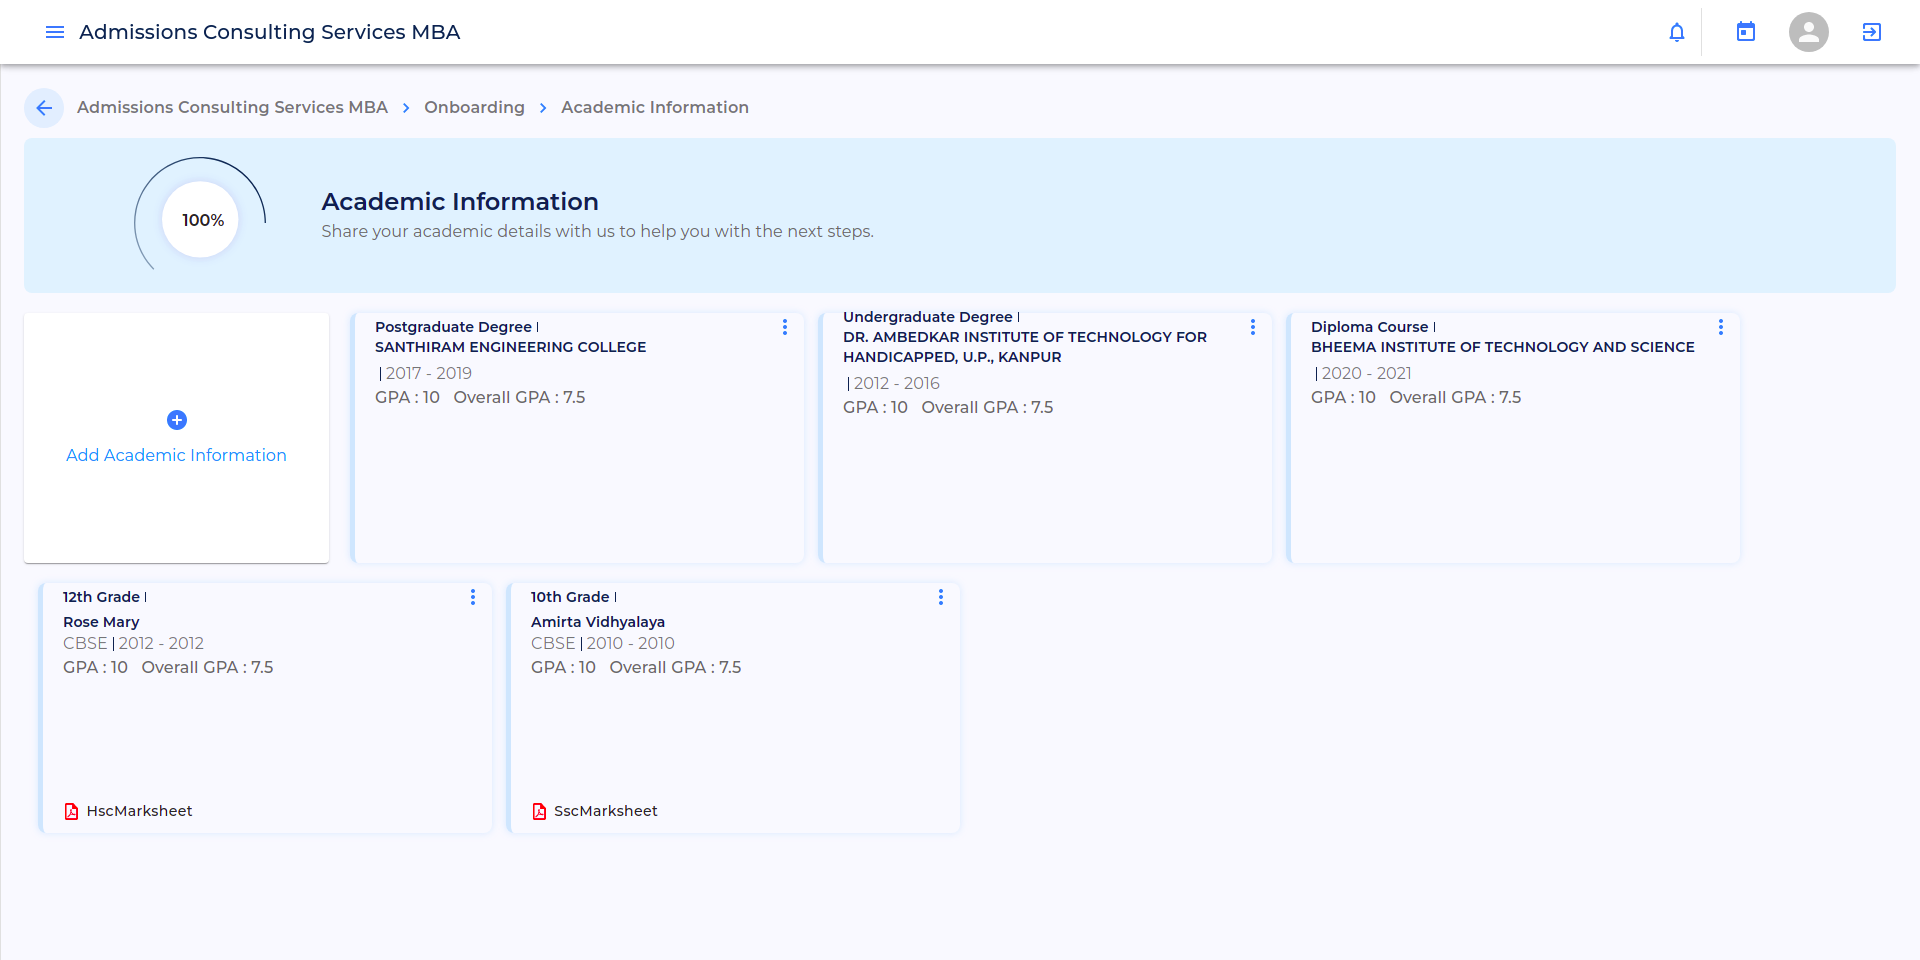 Admissions Consulting Services MBA
Admissions Consulting Services MBA > Onboarding > Academic Information
100%
Academic Information
Share your academic details with us to help you with the next steps.
Add Academic Information
Postgraduate Degree |
SANTHIRAM ENGINEERING COLLEGE
| 2017 - 2019
GPA : 10 Overall GPA : 7.5
Undergraduate Degree |
DR. AMBEDKAR INSTITUTE OF TECHNOLOGY FOR
HANDICAPPED, U.P., KANPUR
| 2012 - 2016
GPA : 10 Overall GPA : 7.5
Diploma Course |
BHEEMA INSTITUTE OF TECHNOLOGY AND SCIENCE
| 2020 - 2021
GPA : 10 Overall GPA : 7.5
12th Grade |
Rose Mary
CBSE | 2012 - 2012
GPA : 10 Overall GPA : 7.5
HscMarksheet
10th Grade |
Amirta Vidhyalaya
CBSE | 2010 - 2010
GPA : 10 Overall GPA : 7.5
SscMarksheet